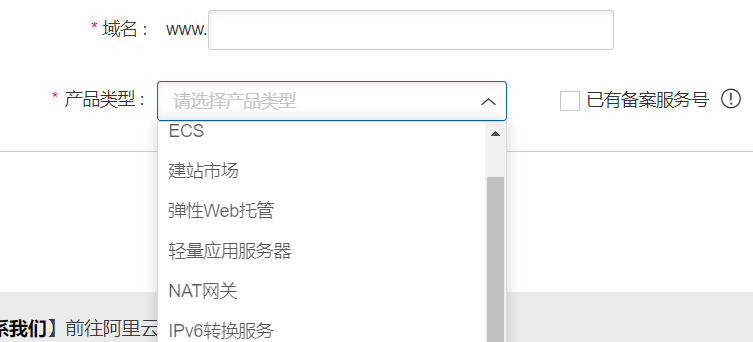 * 域名： www.
* 产品类型： 请选择产品类型 已有备案服务号
ECS
建站市场
弹性Web托管
轻量应用服务器
NAT网关
IPv6转换服务
系我们】前往阿里云